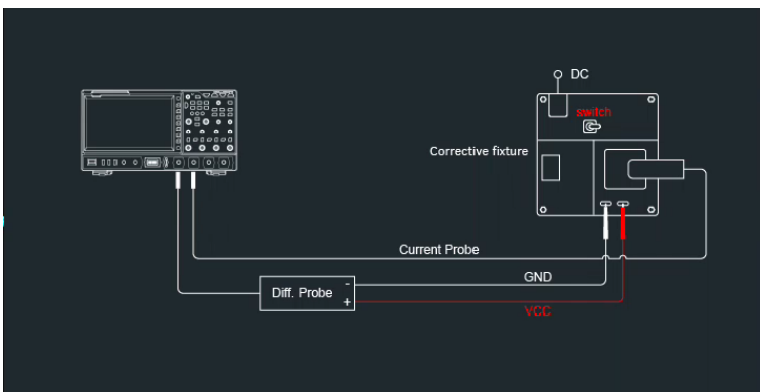 DC
switch
Corrective fixture
Current Probe
GND
Diff. Probe
-
+
VCC